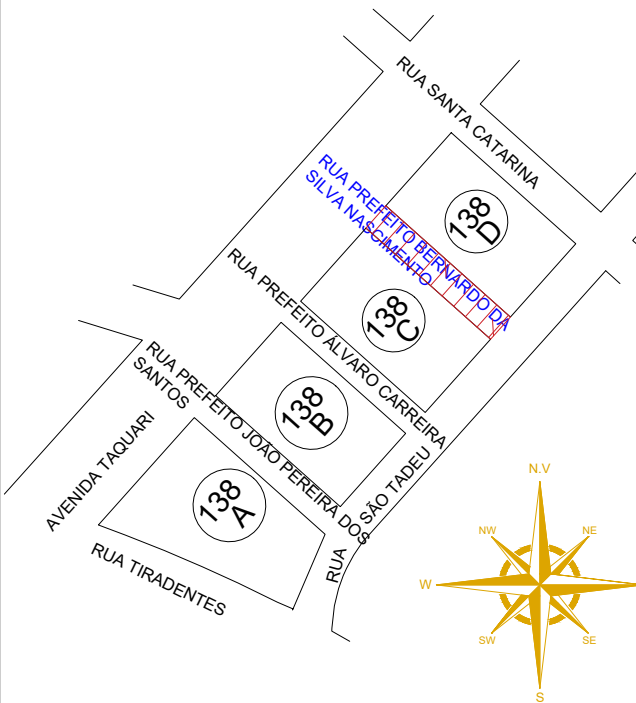 RUA SANTA CATARINA
RUA PREFEITO BERNARDO DA
SILVA NASCIMENTO
138
D
138
C
RUA PREFEITO ÁLVARO CARREIRA
138
B
RUA PREFEITO JOÃO PEREIRA DOS
SANTOS
AVENIDA TAQUARI
138
A
RUA SÃO TADEU
RUA TIRADENTES
N.V
NW
NE
W
SW
SE
S